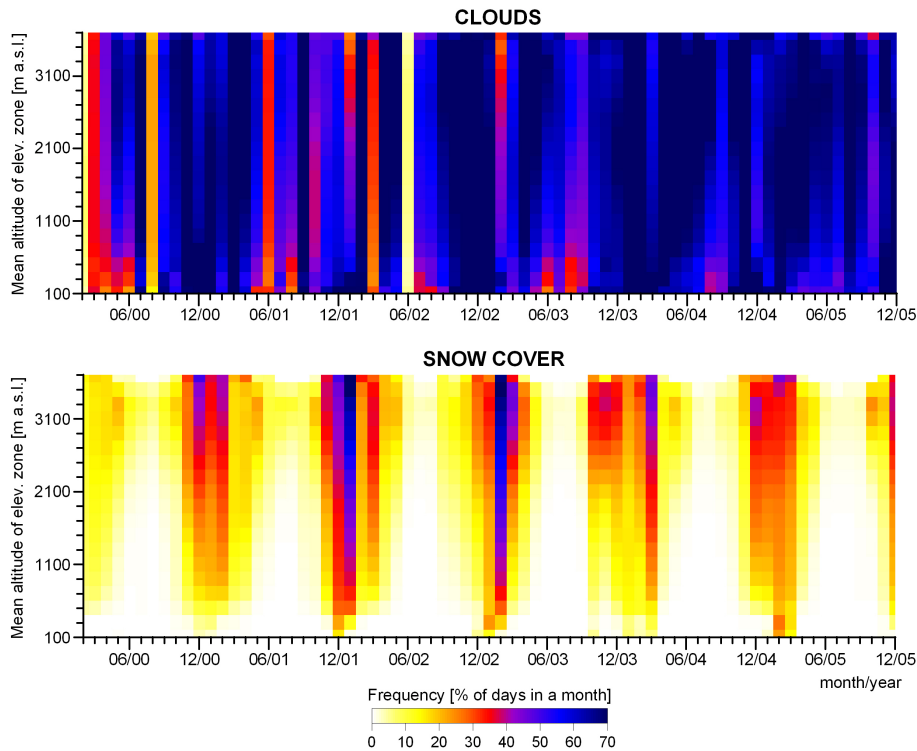 CLOUDS
Mean altitude of elev. zone [m a.s.l.]
3100
2100
1100
100
06/00 12/00 06/01 12/01 06/02 12/02 06/03 12/03 06/04 12/04 06/05 12/05
SNOW COVER
Mean altitude of elev. zone [m a.s.l.]
3100
2100
1100
100
06/00 12/00 06/01 12/01 06/02 12/02 06/03 12/03 06/04 12/04 06/05 12/05
month/year
Frequency [% of days in a month]
0 10 20 30 40 50 60 70